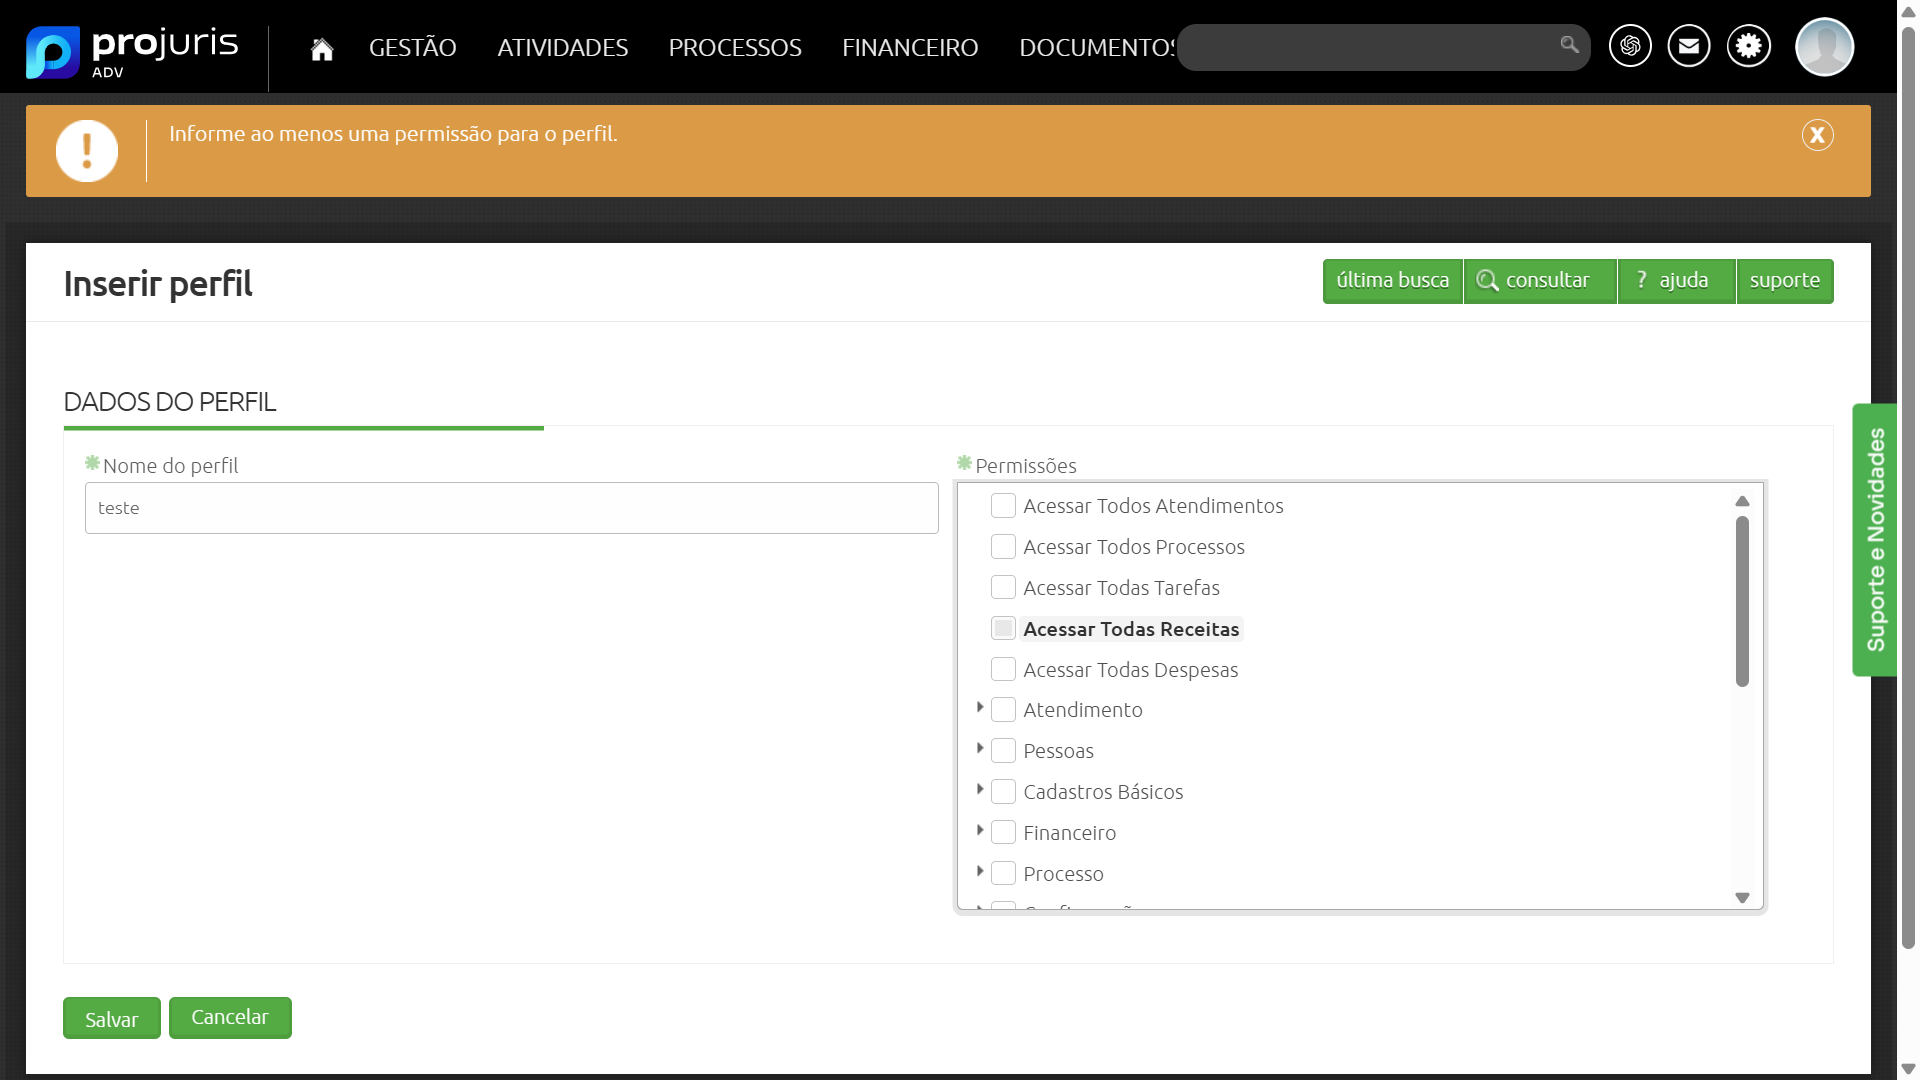 projuris
ADV
GESTÃO
ATIVIDADES
PROCESSOS
FINANCEIRO
DOCUMENTOS
Informe ao menos uma permissão para o perfil.
X
Inserir perfil
última busca
consultar
? ajuda
suporte
DADOS DO PERFIL
Nome do perfil
teste
Permissões
Acessar Todos Atendimentos
Acessar Todos Processos
Acessar Todas Tarefas
Acessar Todas Receitas
Acessar Todas Despesas
Atendimento
Pessoas
Cadastros Básicos
Financeiro
Processo
Suporte e Novidades
Salvar
Cancelar